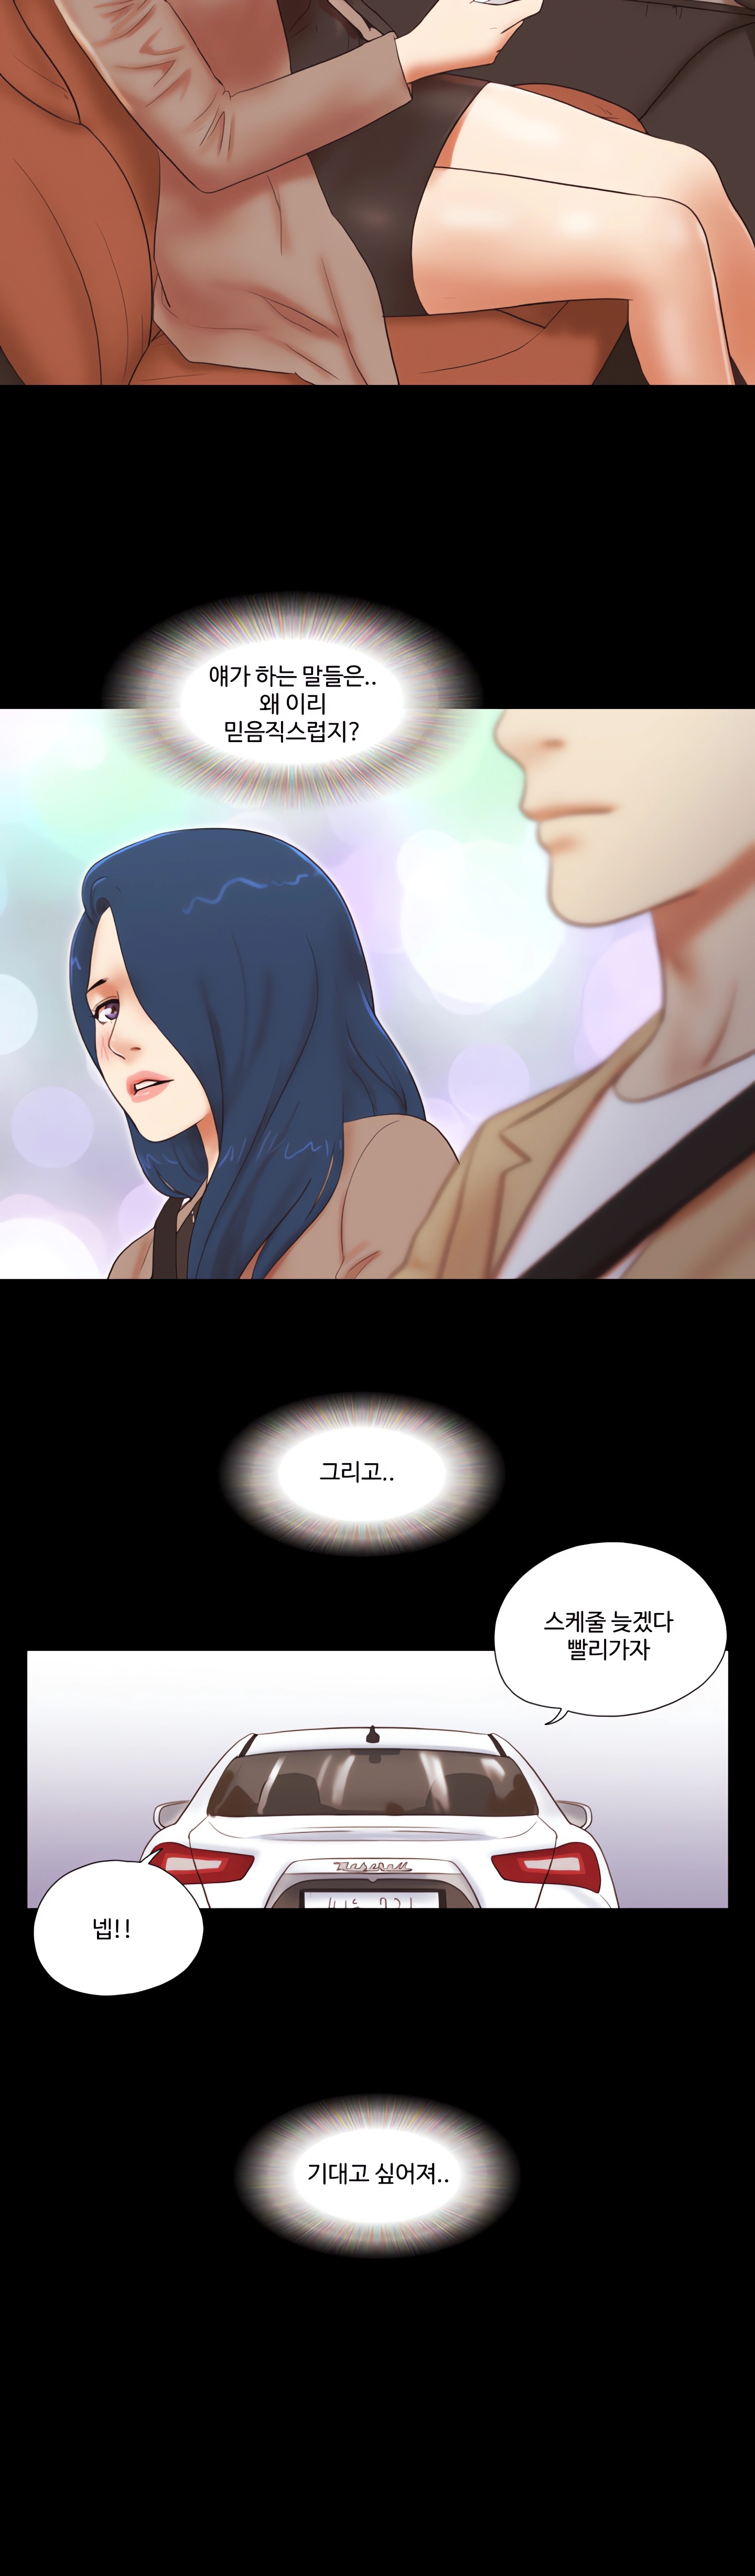 얘가 하는 말들은..
왜 이리
믿음직스럽지?
그리고..
스케줄 늦겠다
빨리가자
Maserati
넵!!
기대고 싶어져..